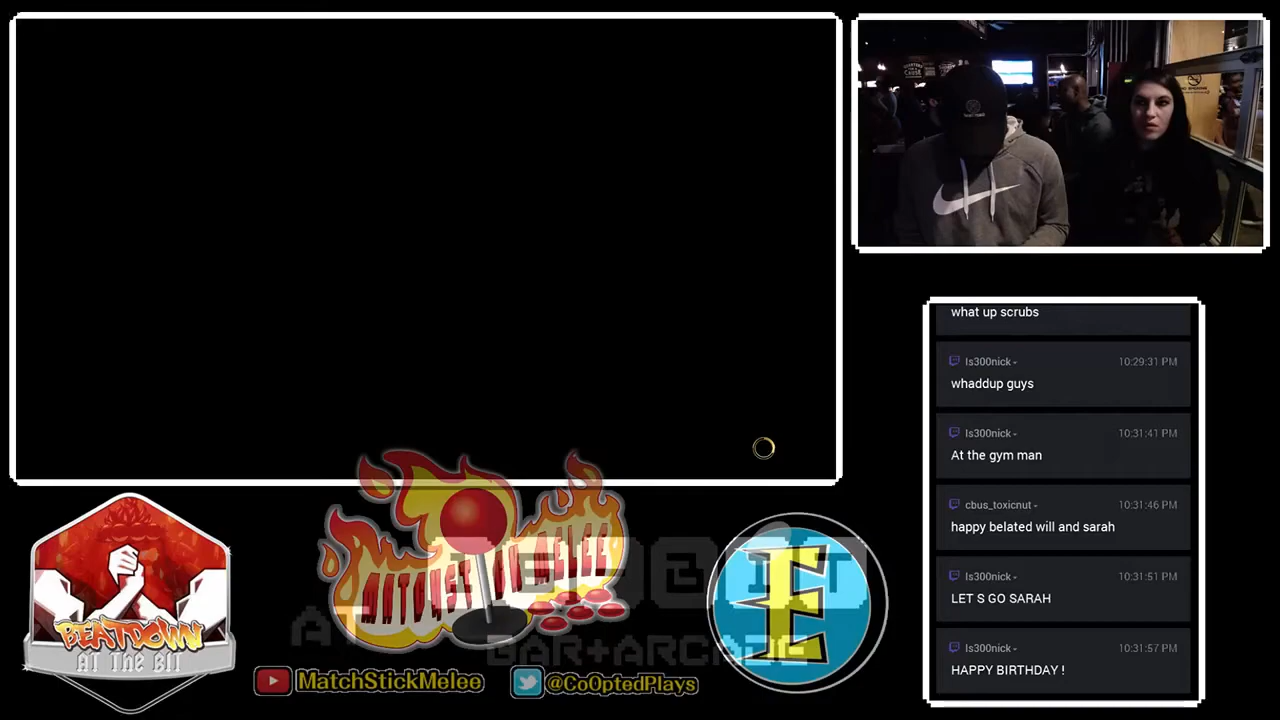 what up scrubs
ls300nick
10:29:31 PM
whaddup guys
ls300nick
10:31:41 PM
At the gym man
cbus_toxicnut
10:31:46 PM
happy belated will and sarah
ls300nick
10:31:51 PM
LET S GO SARAH
ls300nick
10:31:57 PM
HAPPY BIRTHDAY !
BEATDOWN
AT THE BIT
BAR+ARCADE
E
MatchStickMelee
@CoOptedPlays